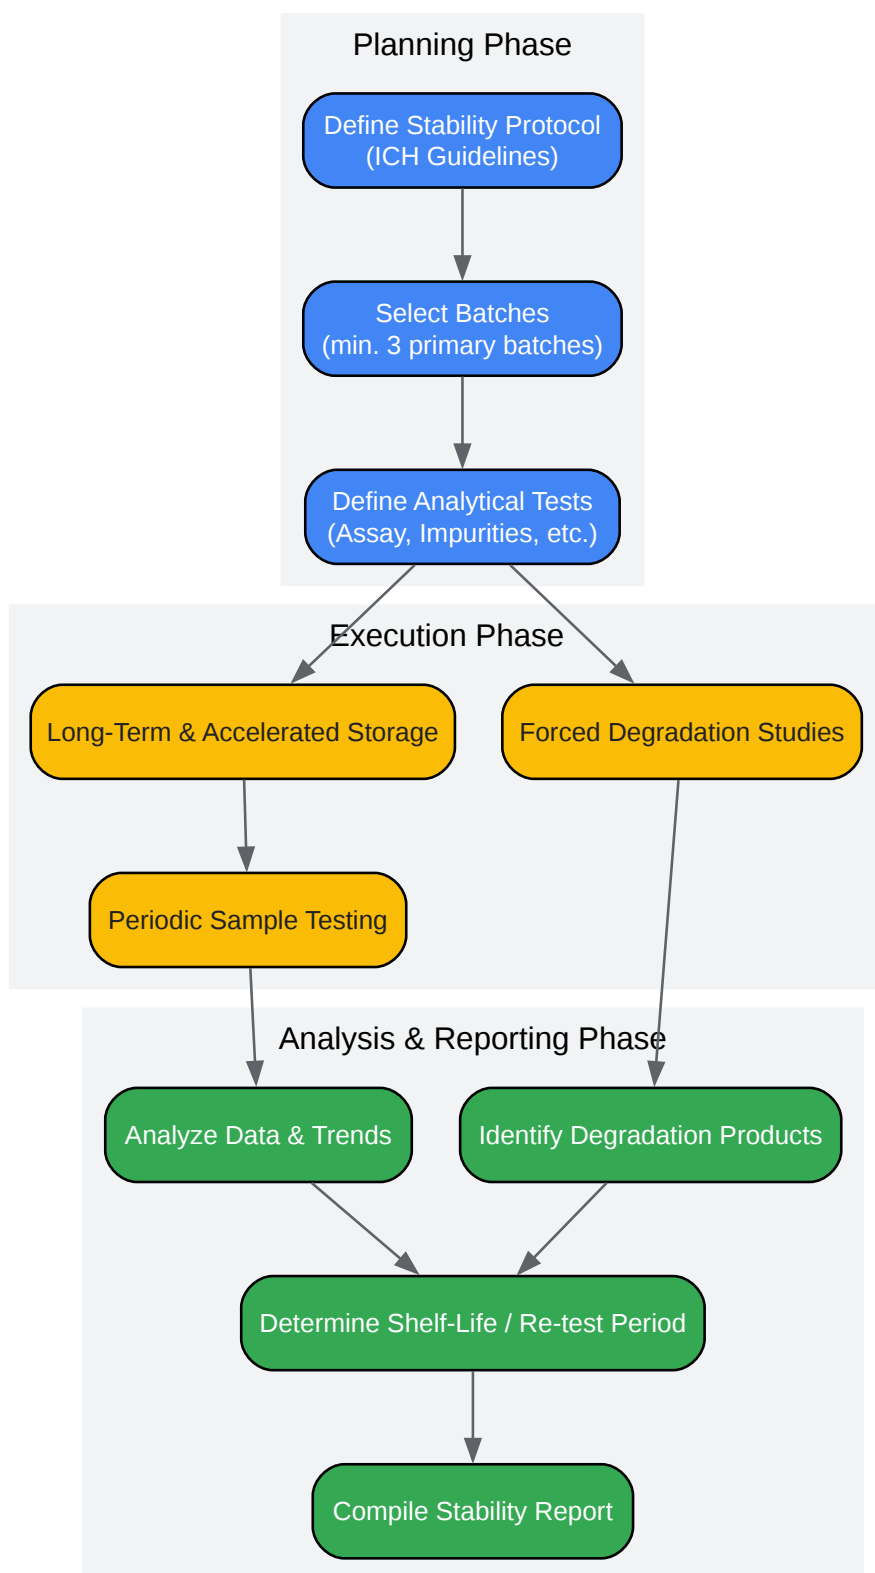 Planning Phase
Define Stability Protocol
(ICH Guidelines)
Select Batches
(min. 3 primary batches)
Define Analytical Tests
(Assay, Impurities, etc.)
Execution Phase
Long-Term & Accelerated Storage
Forced Degradation Studies
Periodic Sample Testing
Analysis & Reporting Phase
Analyze Data & Trends
Identify Degradation Products
Determine Shelf-Life / Re-test Period
Compile Stability Report